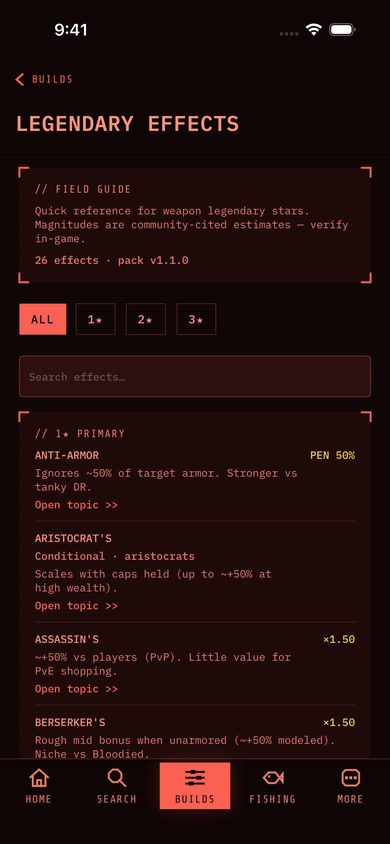 9:41
BUILDS
LEGENDARY EFFECTS
// FIELD GUIDE
Quick reference for weapon legendary stars.
Magnitudes are community-cited estimates — verify
in-game.
26 effects · pack v1.1.0
ALL 1★ 2★ 3★
Search effects…
// 1★ PRIMARY
ANTI-ARMOR PEN 50%
Ignores ~50% of target armor. Stronger vs
tanky DR.
Open topic >>
ARISTOCRAT'S
Conditional · aristocrats
Scales with caps held (up to ~+50% at
high wealth).
Open topic >>
ASSASSIN'S ×1.50
~+50% vs players (PvP). Little value for
PvE shopping.
Open topic >>
BERSERKER'S ×1.50
Rough mid bonus when unarmored (~+50% modeled).
Niche vs Bloodied.
HOME SEARCH BUILDS FISHING MORE